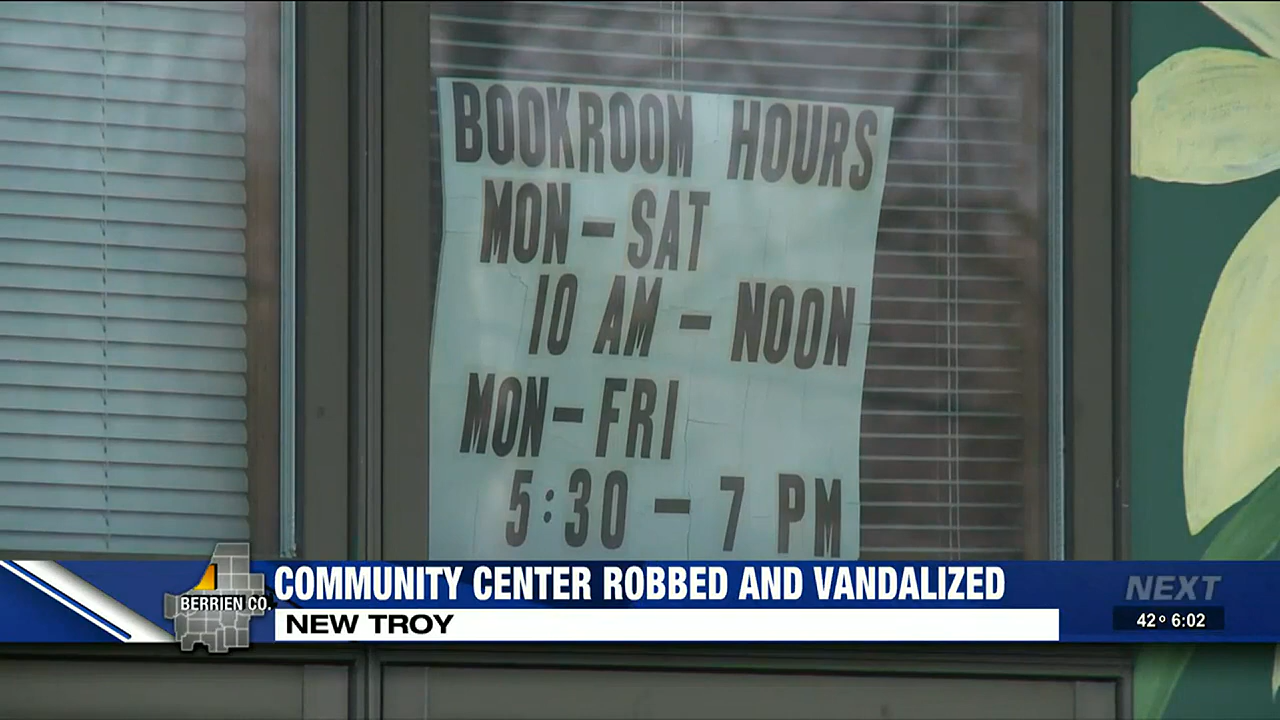 BOOKROOM HOURS
MON - SAT
10 AM - NOON
MON - FRI
5:30 - 7 PM
BERRIEN CO.
COMMUNITY CENTER ROBBED AND VANDALIZED
NEW TROY
NEXT
42° 6:02